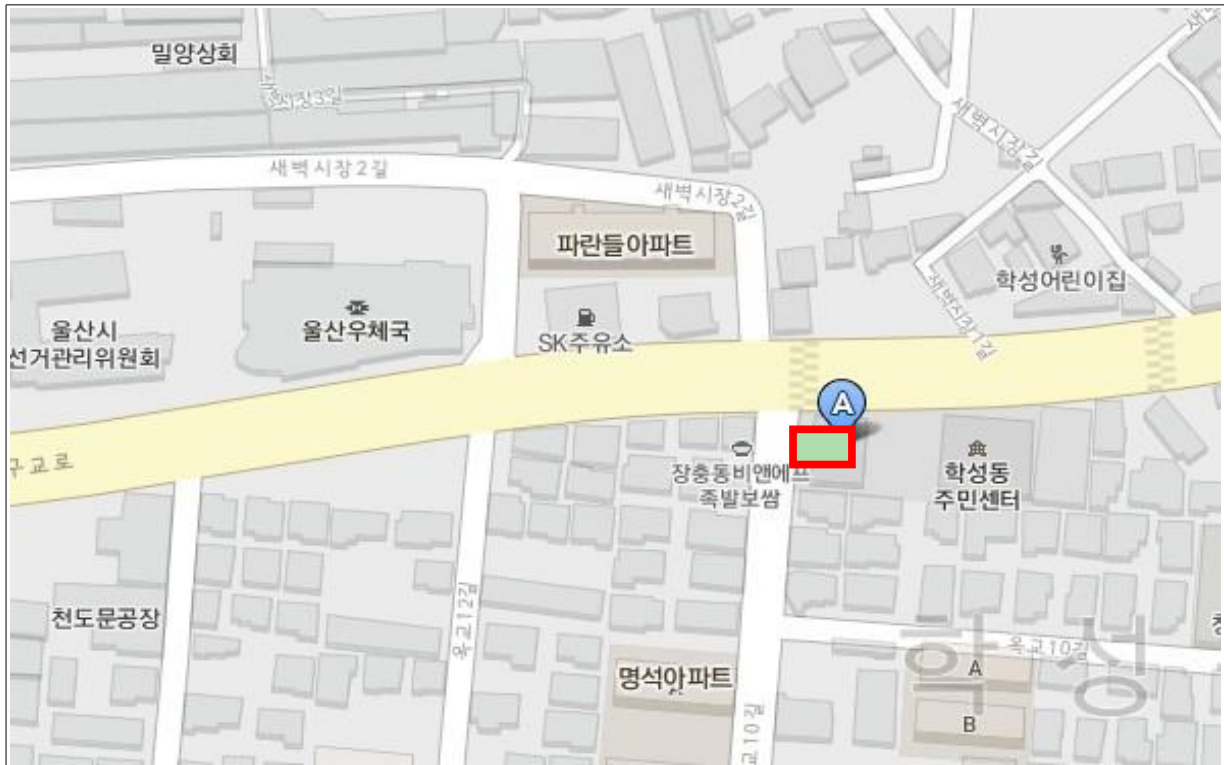 밀양상회
시장3길
새벽시장2길
새벽시장2길
새벽시장길
파란들아파트
학성어린이집
새벽시장1길
울산시
선거관리위원회
울산우체국
SK주유소
A
구교로
장충동비앤에프
족발보쌈
학성동
주민센터
천도문공장
옥교12길
학성
옥교10길
명석아파트
A
B
교10길